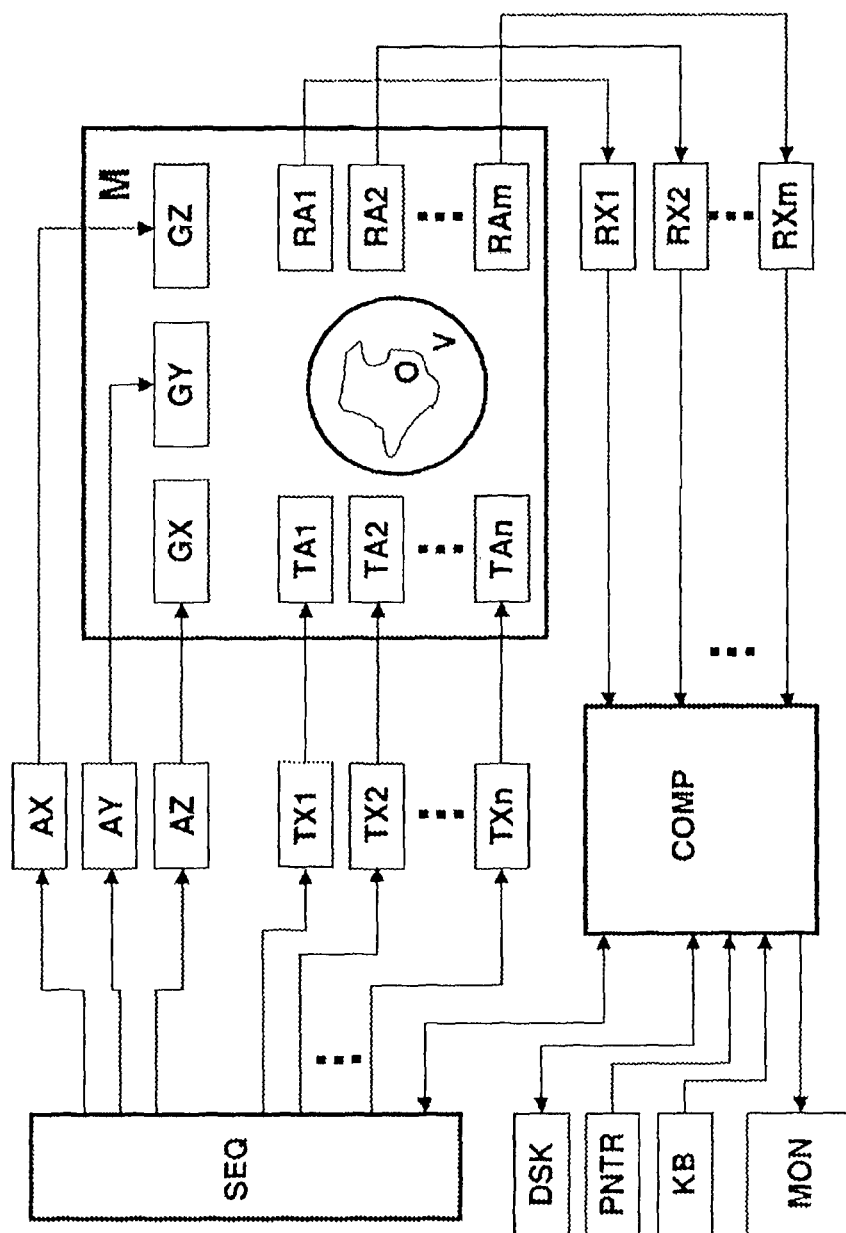 M
GX
GY
GZ
AX
AY
AZ
TX1
TX2
TXn
TA1
TA2
TAn
RA1
RA2
RAm
O
V
RX1
RX2
RXm
SEQ
COMP
DSK
PNTR
KB
MON